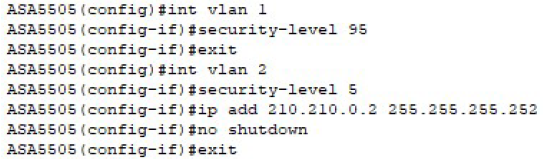 ASA5505(config)#int vlan 1
ASA5505(config-if)#security-level 95
ASA5505(config-if)#exit
ASA5505(config)#int vlan 2
ASA5505(config-if)#security-level 5
ASA5505(config-if)#ip add 210.210.0.2 255.255.255.252
ASA5505(config-if)#no shutdown
ASA5505(config-if)#exit